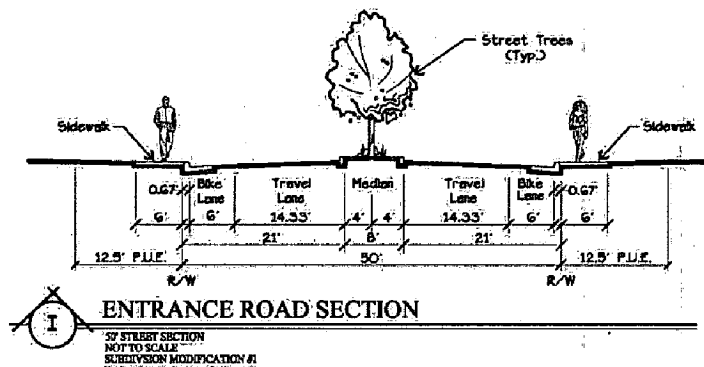 Street Trees
(Typ.)
Sidewalk
Sidewalk
0.67'
Bike
Lane
Travel
Lane
Median
Travel
Lane
Bike
Lane
0.67'
6'
6'
14.33'
4'
4'
14.33'
6'
6'
21'
8'
21'
12.5' P.U.E.
50'
12.5' P.U.E.
R/W
R/W
I
ENTRANCE ROAD SECTION
50' STREET SECTION
NOT TO SCALE
SUBDIVSION MODIFICATION #1